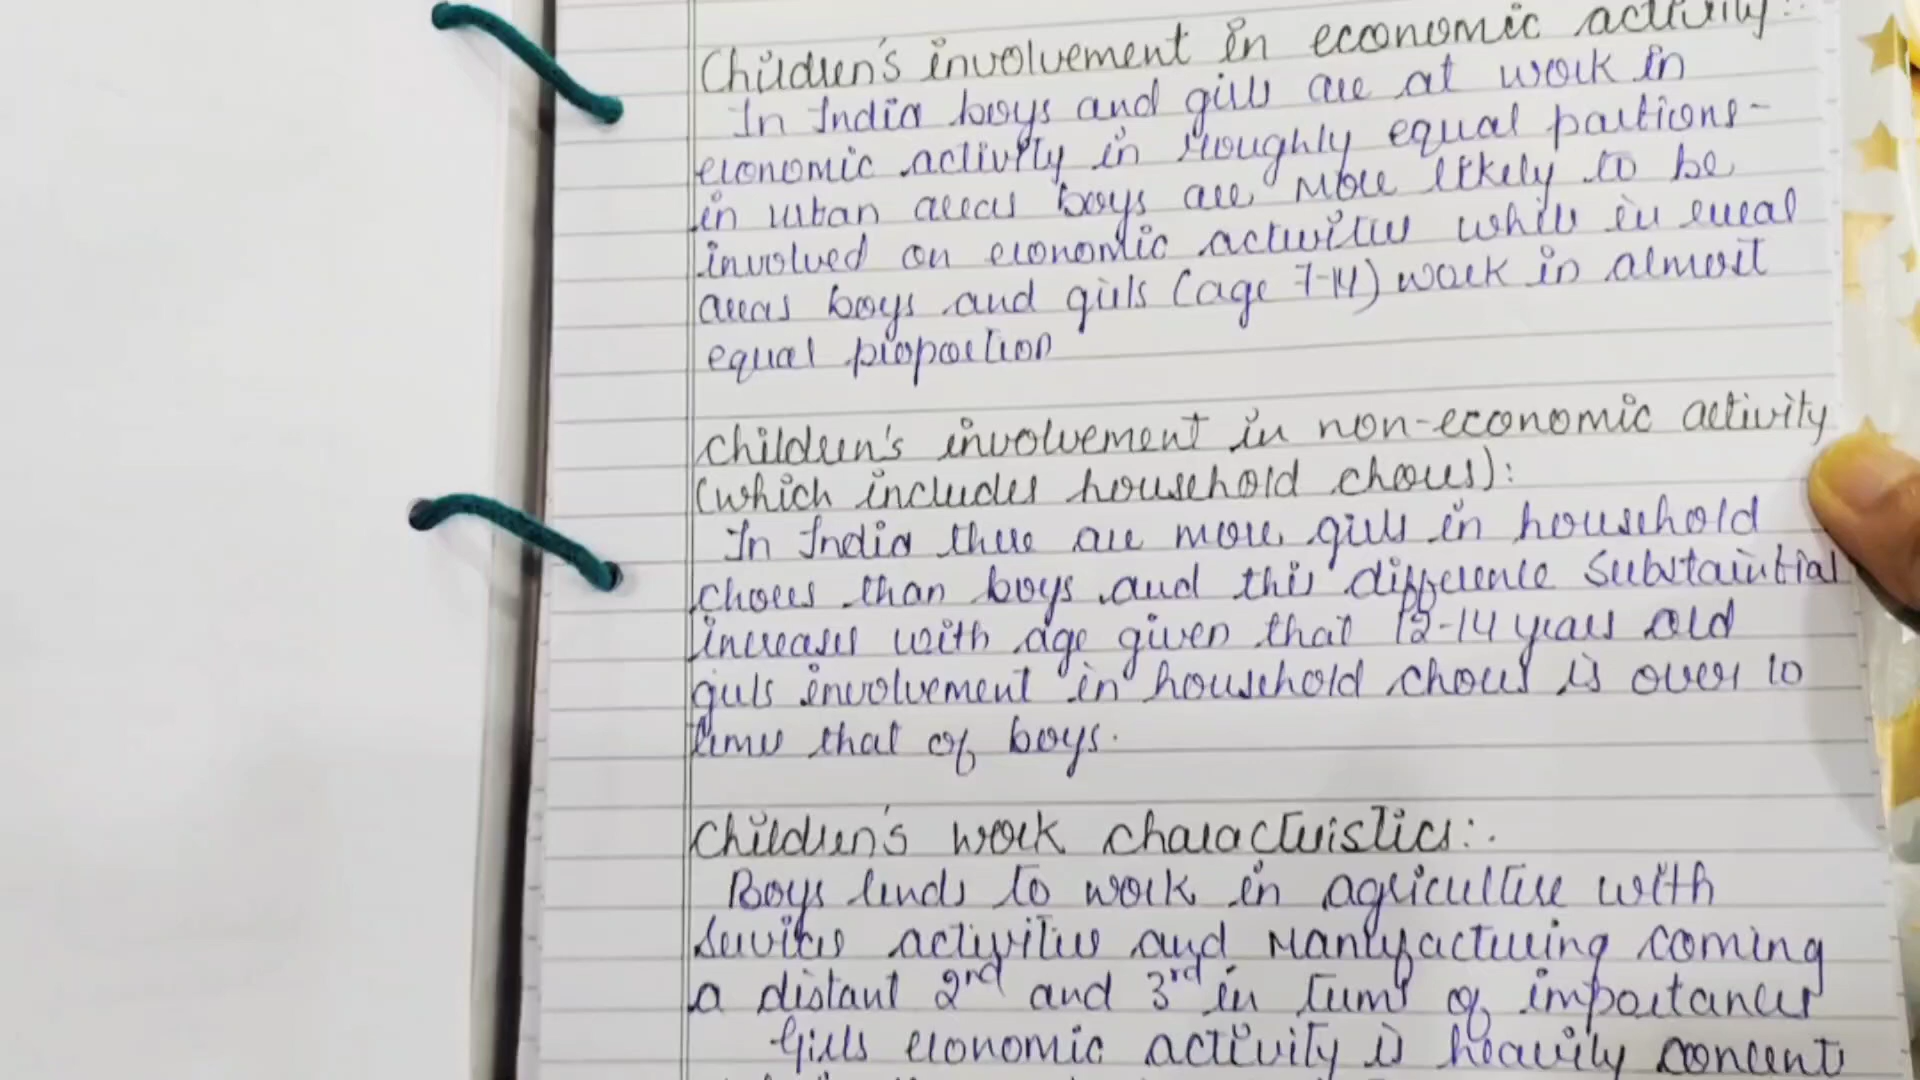 Children's involvement in economic activity:-
In India boys and girls are at work in
economic activity in roughly equal partions-
in urban areas boys are more likely to be
involved on economic activities while in rural
areas boys and girls (age 7-14) work in almost
equal proportion
Children's involvement in non-economic activity
(which includes household chores):
In India there are more girls in household
chores than boys and this difference substaintial
increases with age given that 12-14 years old
girls involvement in household chores is over 10
times that of boys.
Children's work characteristics:-
Boys tends to work in agriculture with
services activities and Manufacturing coming
a distant 2nd and 3rd in terms of importances
Girls economic activity is heavily concent